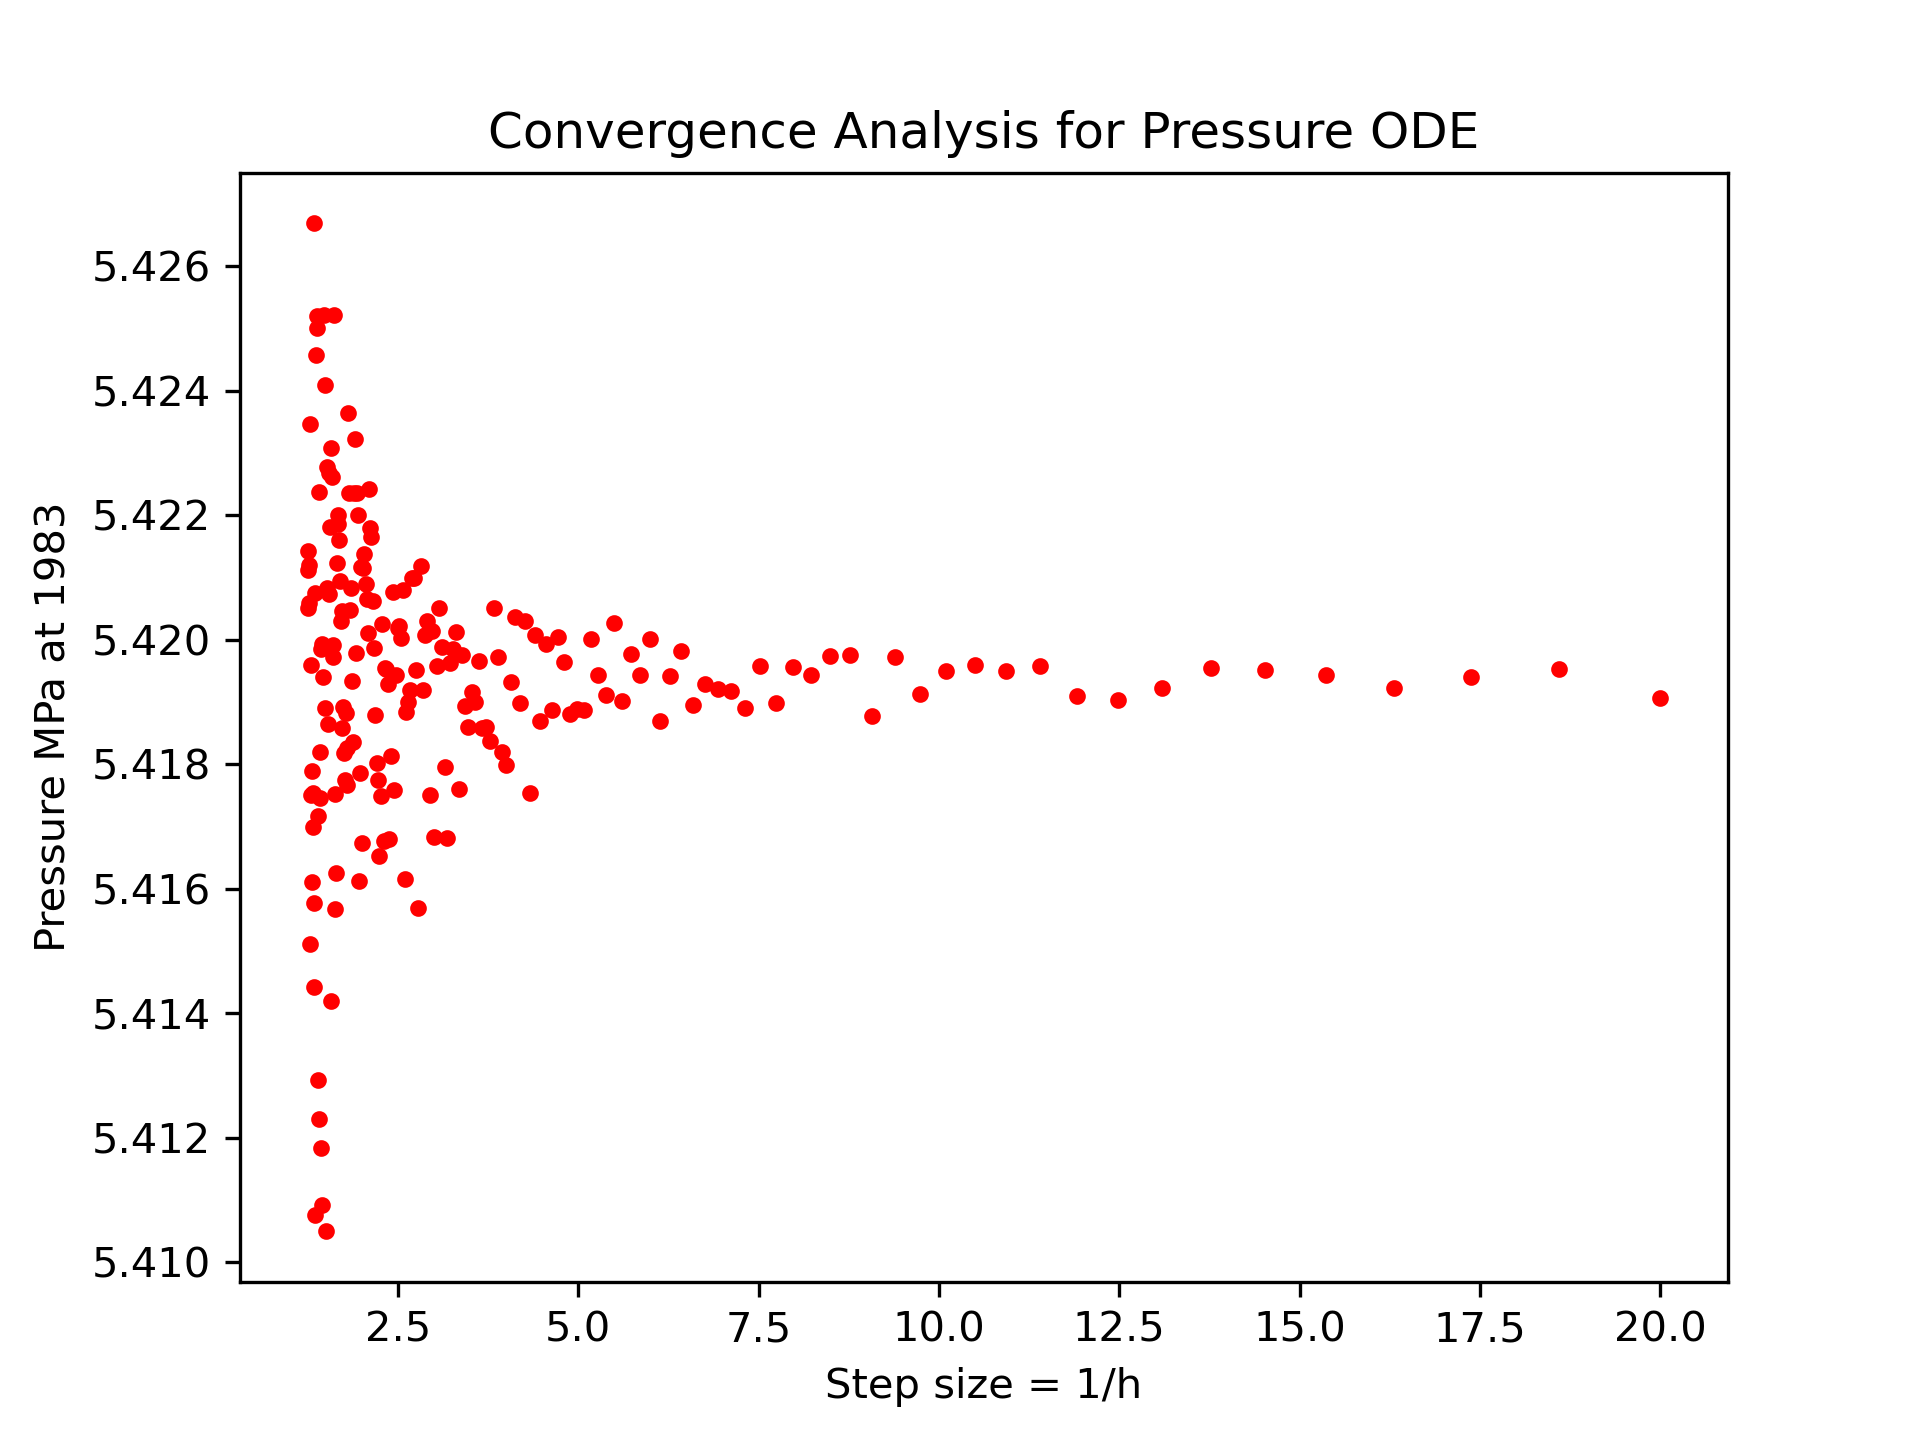 Convergence Analysis for Pressure ODE
Pressure MPa at 1983
5.426
5.424
5.422
5.420
5.418
5.416
5.414
5.412
5.410
2.5 5.0 7.5 10.0 12.5 15.0 17.5 20.0
Step size = 1/h